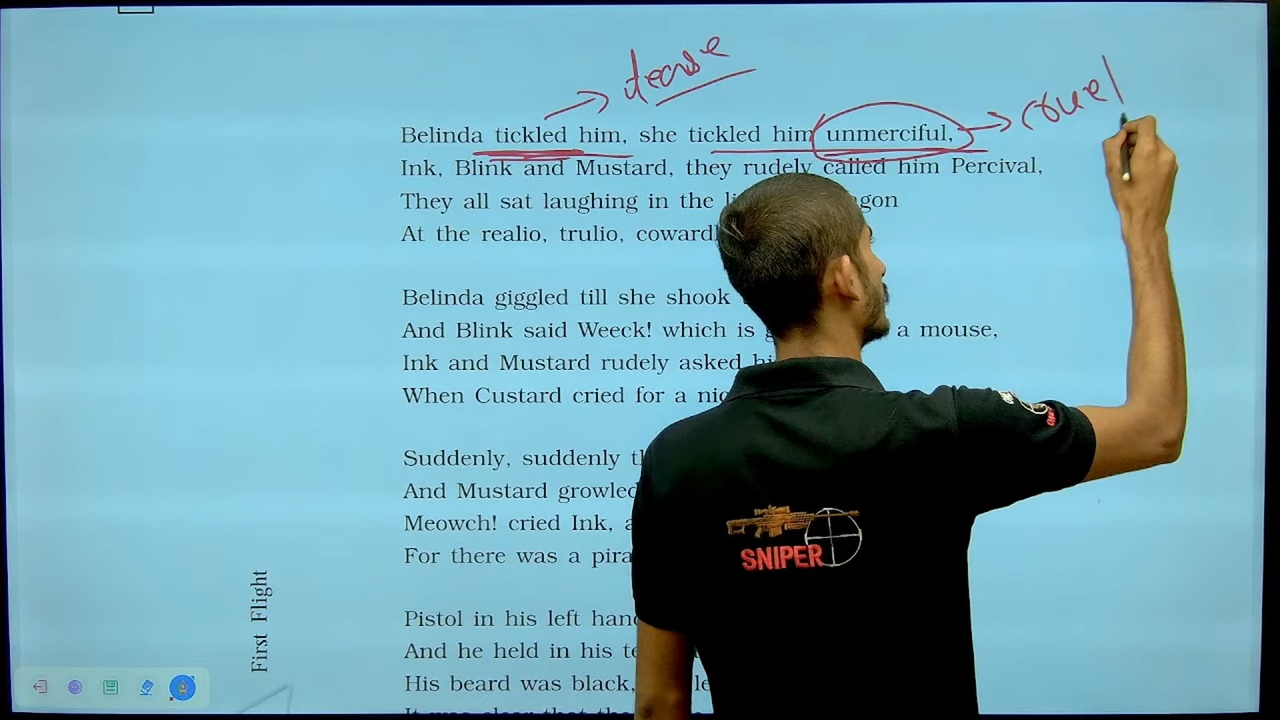 tease
cruel
Belinda tickled him, she tickled him unmerciful,
Ink, Blink and Mustard, they rudely called him Percival,
They all sat laughing in the li agon
At the realio, trulio, cowardl
Belinda giggled till she shook
And Blink said Weeck! which is g a mouse,
Ink and Mustard rudely asked hi
When Custard cried for a nic
Suddenly, suddenly th
And Mustard growled
Meowch! cried Ink, a
For there was a pira
Pistol in his left hand
And he held in his te
His beard was black, le
First Flight
SNIPER